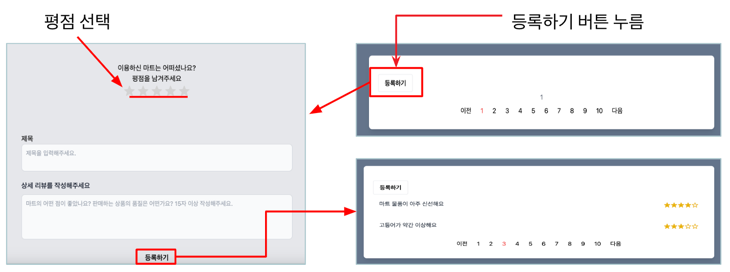 평점 선택
등록하기 버튼 누름
이용하신 마트는 어떠셨나요?
평점을 남겨주세요
제목
제목을 입력해주세요.
상세 리뷰를 작성해주세요
마트의 어떤 점이 좋았나요? 판매하는 상품의 품질은 어떤가요? 15자 이상 작성해주세요.
등록하기
등록하기
1
이전 1 2 3 4 5 6 7 8 9 10 다음
등록하기
마트 물품이 아주 신선해요
고등어가 약간 이상해요
이전 1 2 3 4 5 6 7 8 9 10 다음